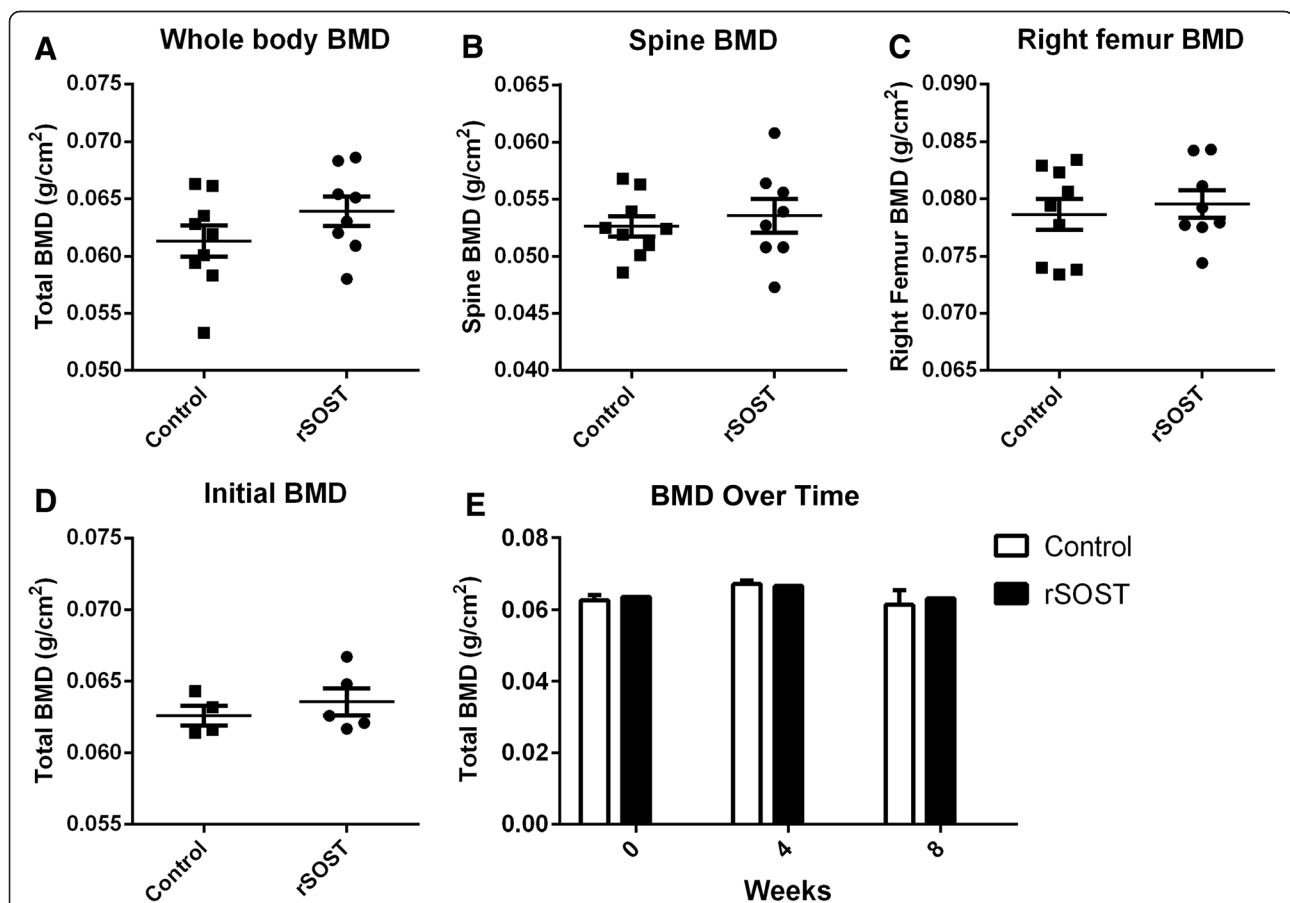 A
Whole body BMD
Total BMD (g/cm²)
0.075
0.070
0.065
0.060
0.055
0.050
Control
rSOST
B
Spine BMD
Spine BMD (g/cm²)
0.065
0.060
0.055
0.050
0.045
0.040
Control
rSOST
C
Right femur BMD
Right Femur BMD (g/cm²)
0.090
0.085
0.080
0.075
0.070
0.065
Control
rSOST
D
Initial BMD
Total BMD (g/cm²)
0.075
0.070
0.065
0.060
0.055
Control
rSOST
E
BMD Over Time
Total BMD (g/cm²)
0.08
0.06
0.04
0.02
0.00
0
4
8
Weeks
Control
rSOST